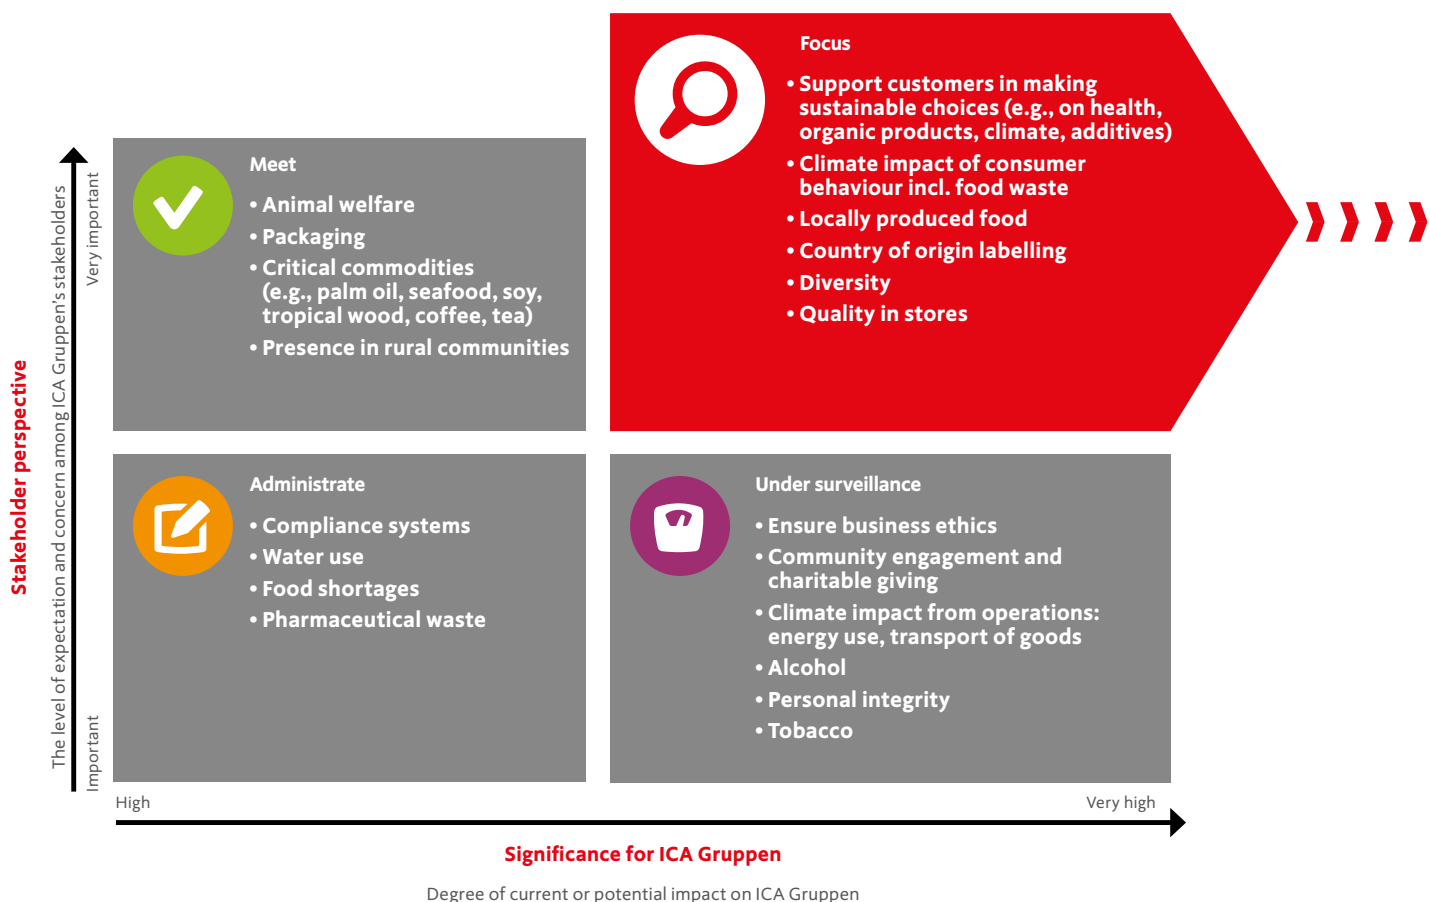 Focus
• Support customers in making
sustainable choices (e.g., on health,
organic products, climate, additives)
• Climate impact of consumer
behaviour incl. food waste
• Locally produced food
• Country of origin labelling
• Diversity
• Quality in stores
Meet
• Animal welfare
• Packaging
• Critical commodities
(e.g., palm oil, seafood, soy,
tropical wood, coffee, tea)
• Presence in rural communities
Stakeholder perspective
The level of expectation and concern among ICA Gruppen's stakeholders
Very important
Important
Administrate
• Compliance systems
• Water use
• Food shortages
• Pharmaceutical waste
Under surveillance
• Ensure business ethics
• Community engagement and
charitable giving
• Climate impact from operations:
energy use, transport of goods
• Alcohol
• Personal integrity
• Tobacco
High
Very high
Significance for ICA Gruppen
Degree of current or potential impact on ICA Gruppen